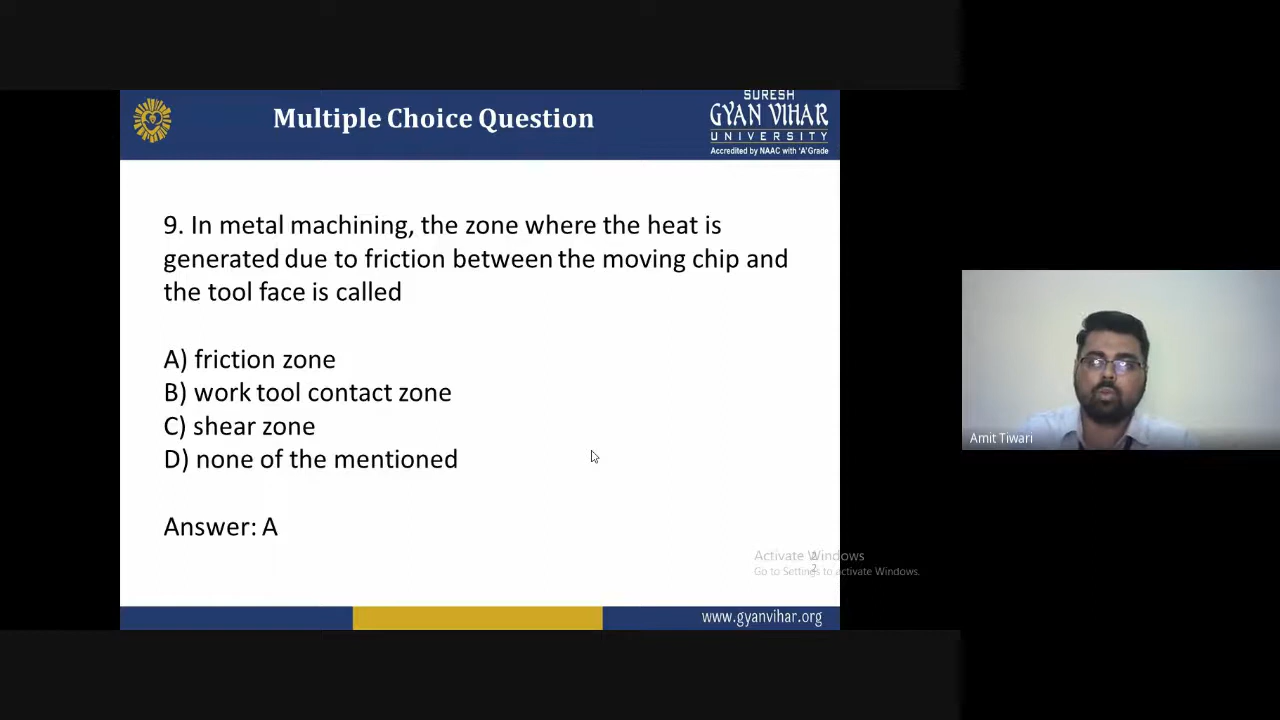 Multiple Choice Question
SURESH
GYAN VIHAR
UNIVERSITY
Accredited by NAAC with 'A' Grade
9. In metal machining, the zone where the heat is
generated due to friction between the moving chip and
the tool face is called
A) friction zone
B) work tool contact zone
C) shear zone
D) none of the mentioned
Answer: A
Amit Tiwari
Activate Windows
Go to Settings to activate Windows.
2
2
www.gyanvihar.org